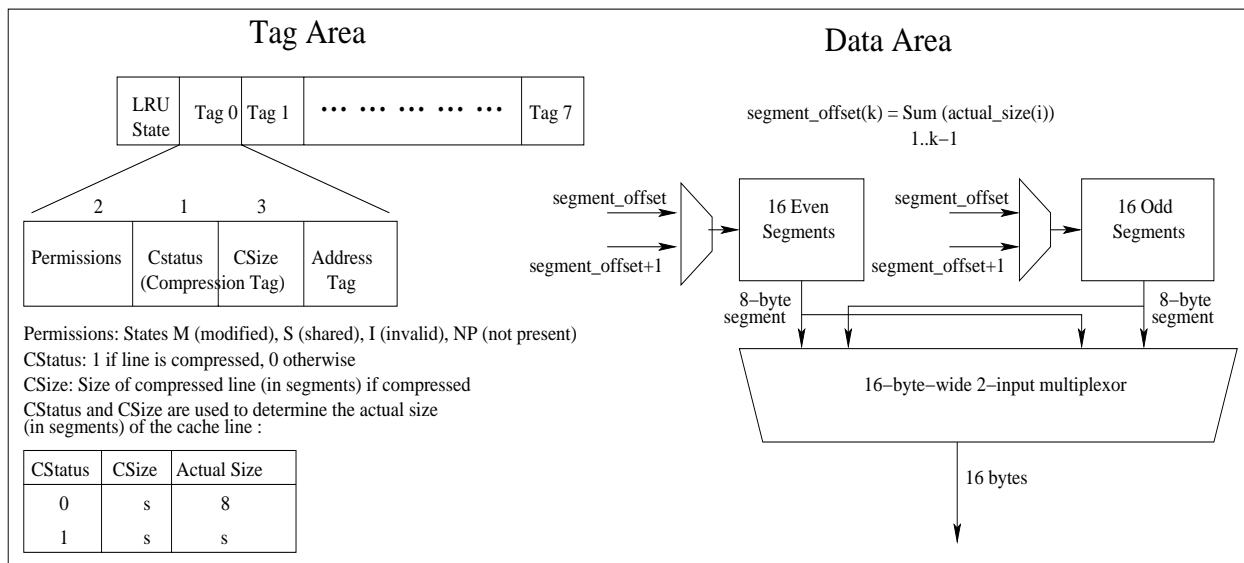 Tag Area
LRU
State
Tag 0
Tag 1
... ... ... ... ...
Tag 7
2
1
3
Permissions
Cstatus
CSize
(Compression Tag)
Address
Tag
Permissions: States M (modified), S (shared), I (invalid), NP (not present)
CStatus: 1 if line is compressed, 0 otherwise
CSize: Size of compressed line (in segments) if compressed
CStatus and CSize are used to determine the actual size
(in segments) of the cache line :
CStatus CSize Actual Size
0 s 8
1 s s
Data Area
segment_offset(k) = Sum (actual_size(i))
1..k−1
segment_offset
segment_offset+1
16 Even
Segments
segment_offset
segment_offset+1
16 Odd
Segments
8−byte
segment
8−byte
segment
16−byte−wide 2−input multiplexor
16 bytes